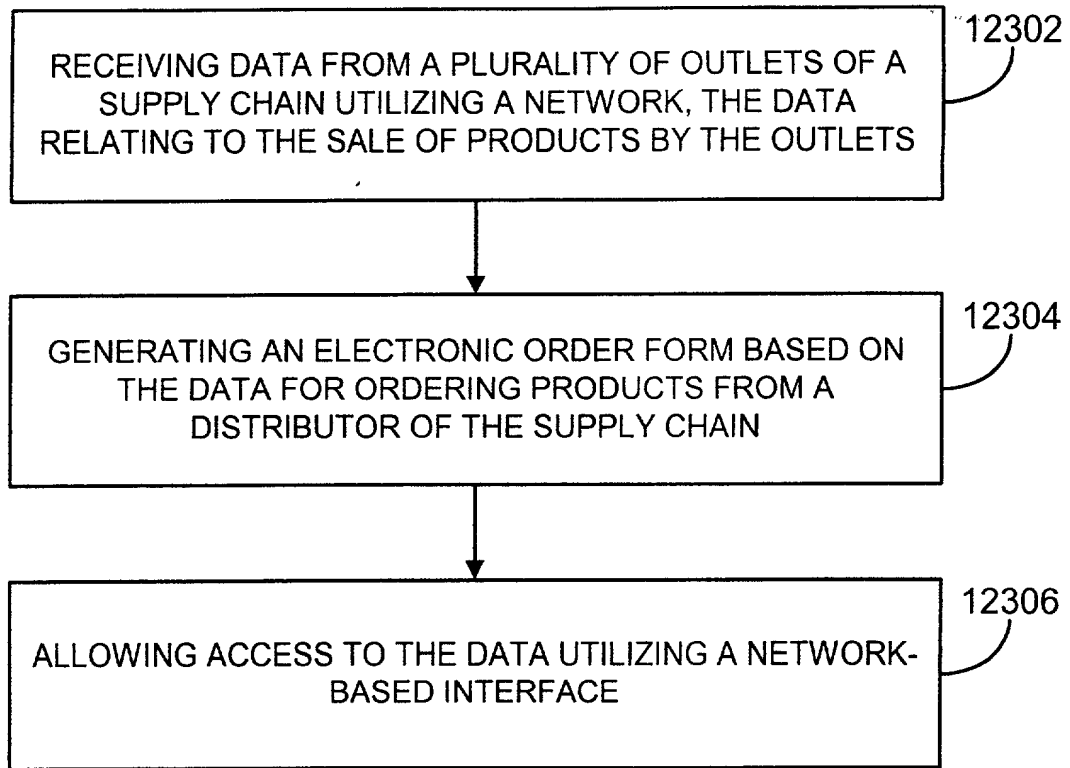 12302
RECEIVING DATA FROM A PLURALITY OF OUTLETS OF A
SUPPLY CHAIN UTILIZING A NETWORK, THE DATA
RELATING TO THE SALE OF PRODUCTS BY THE OUTLETS
12304
GENERATING AN ELECTRONIC ORDER FORM BASED ON
THE DATA FOR ORDERING PRODUCTS FROM A
DISTRIBUTOR OF THE SUPPLY CHAIN
12306
ALLOWING ACCESS TO THE DATA UTILIZING A NETWORK-
BASED INTERFACE